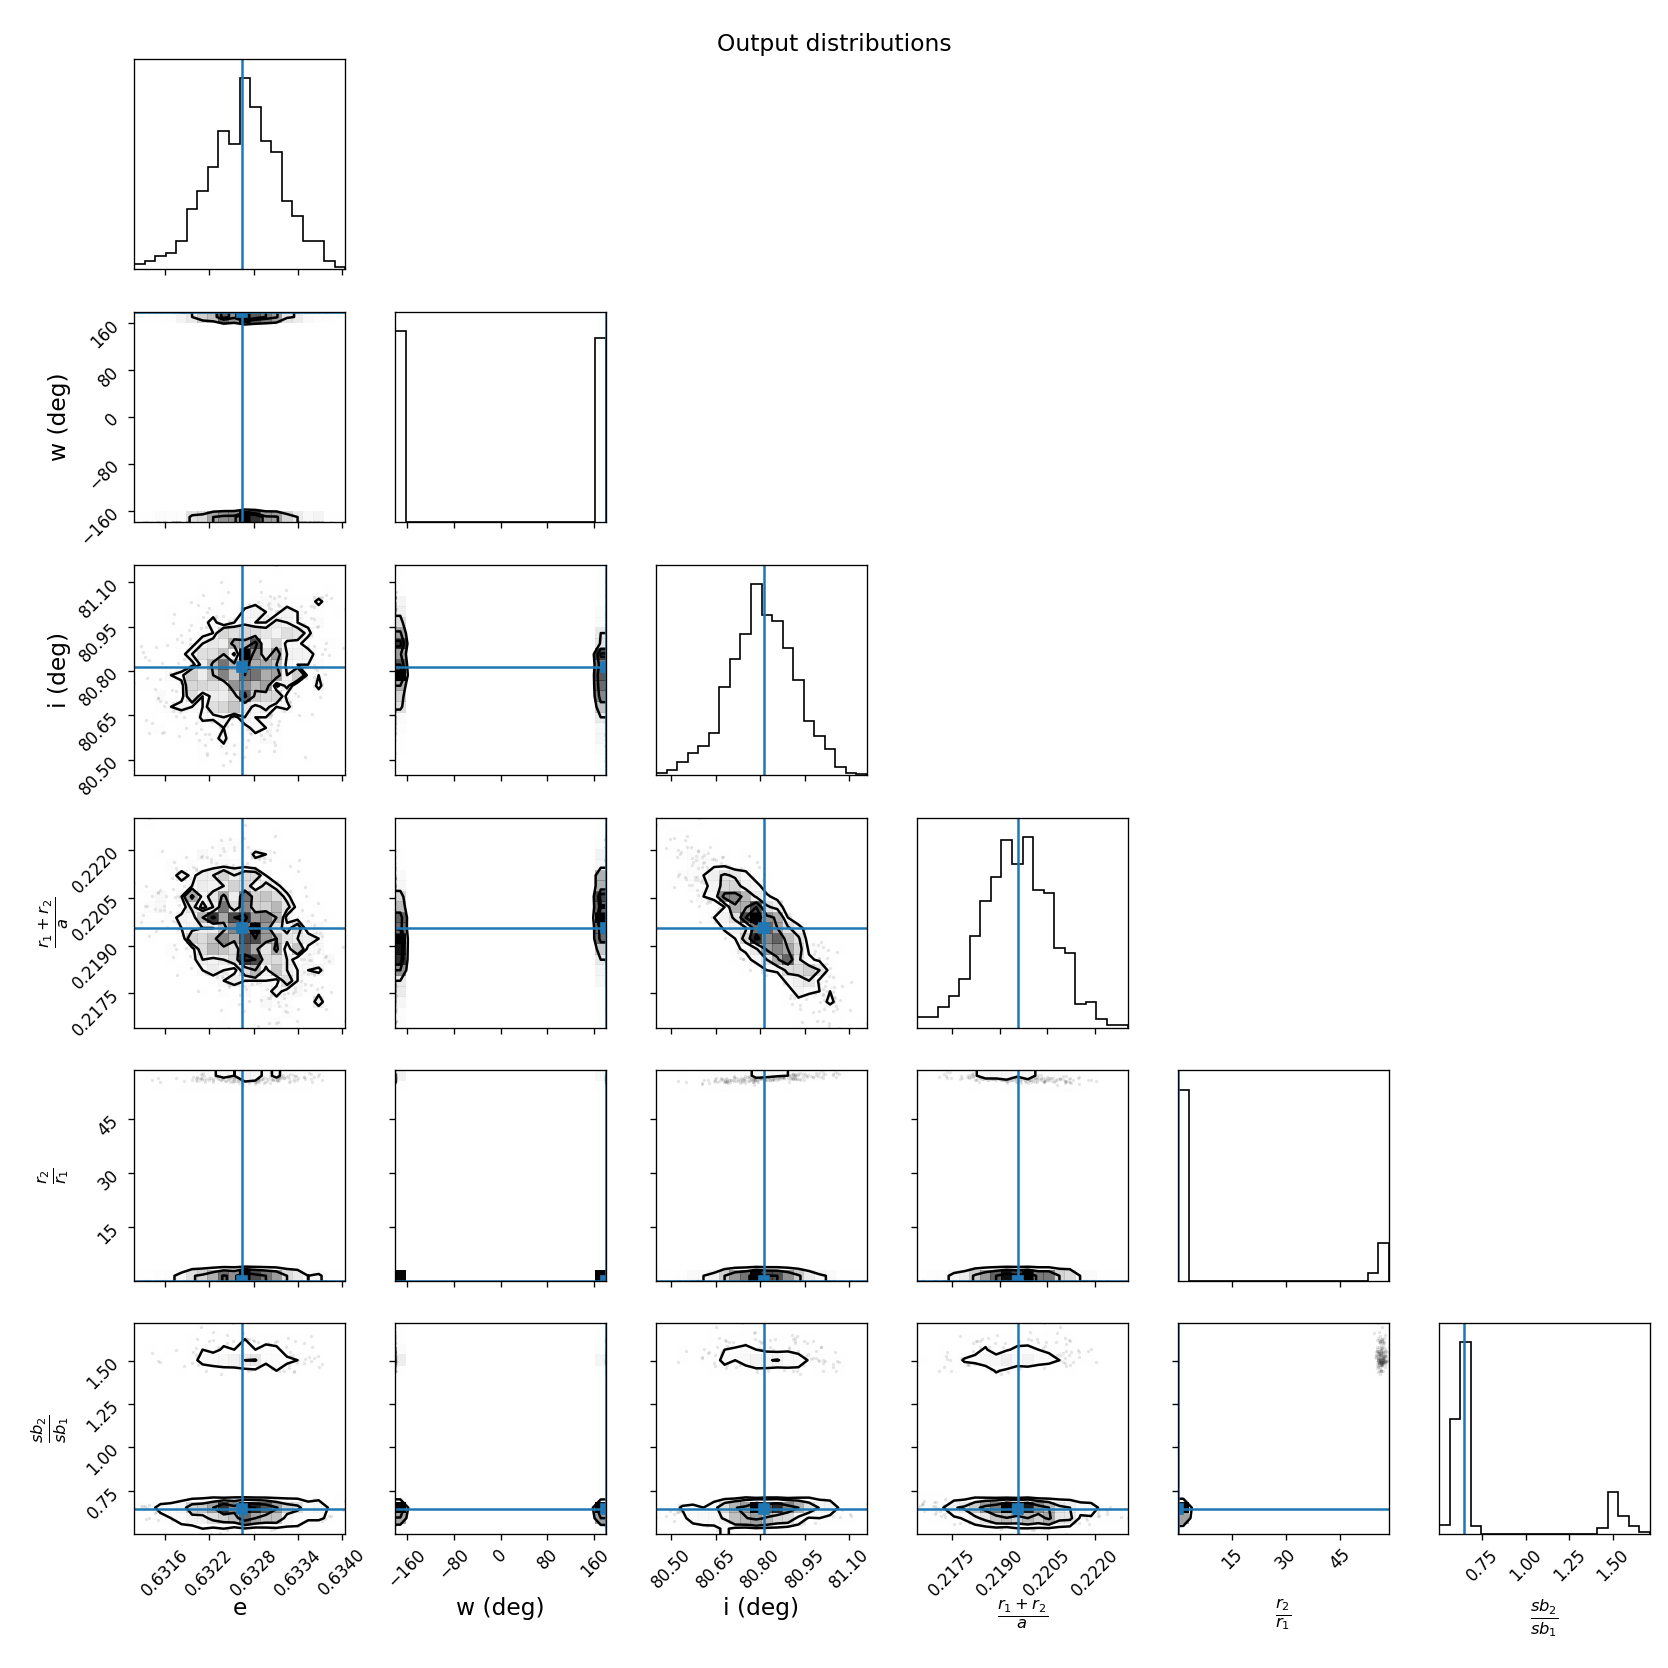 Output distributions
w (deg)
160
80
0
−80
−160
i (deg)
81.10
80.95
80.80
80.65
80.50
r₁ + r₂
a
0.2220
0.2205
0.2190
0.2175
r₂
r₁
45
30
15
sb₂
sb₁
1.50
1.25
1.00
0.75
0.6316 0.6222 0.6328 0.6334 0.6340
−160 −80 0 80 160
80.50 80.65 80.80 80.95 81.10
0.2175 0.2190 0.2205 0.2220
15 30 45
0.75 1.00 1.25 1.50
e w (deg) i (deg)
r₁ + r₂
a
r₂
r₁
sb₂
sb₁